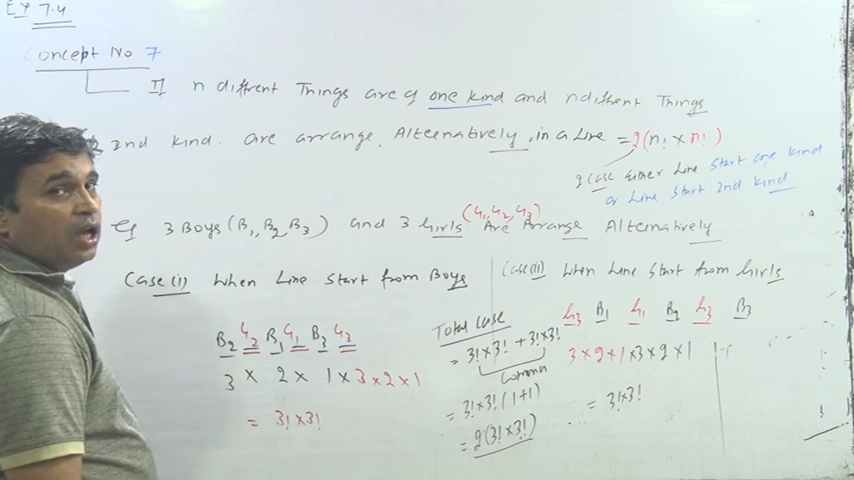 Ex 7.4
Concept No 7
If n diffrent Things are of one kind and n diffrent Things
2nd kind are arrange Alternatively in a line = 2(n! × n!)
2 case either Line start one kind
or Line start 2nd kind
(G1, G2, G3)
eg 3 Boys (B1, B2 B3) and 3 Girls Are Arrange Alternatively
Case (i) When Line Start from Boys
B2 G2 B1 G1 B3 G3
3 × 2 × 1 × 3 × 2 × 1
= 3! × 3!
Total case
= 3! × 3! + 3! × 3!
Common
= 3! × 3! (1+1)
= 2(3! × 3!)
Case (ii) When Line Start from Girls
G3 B1 G1 B2 G3 B3
3 × 2 × 1 × 3 × 2 × 1
= 3! × 3!